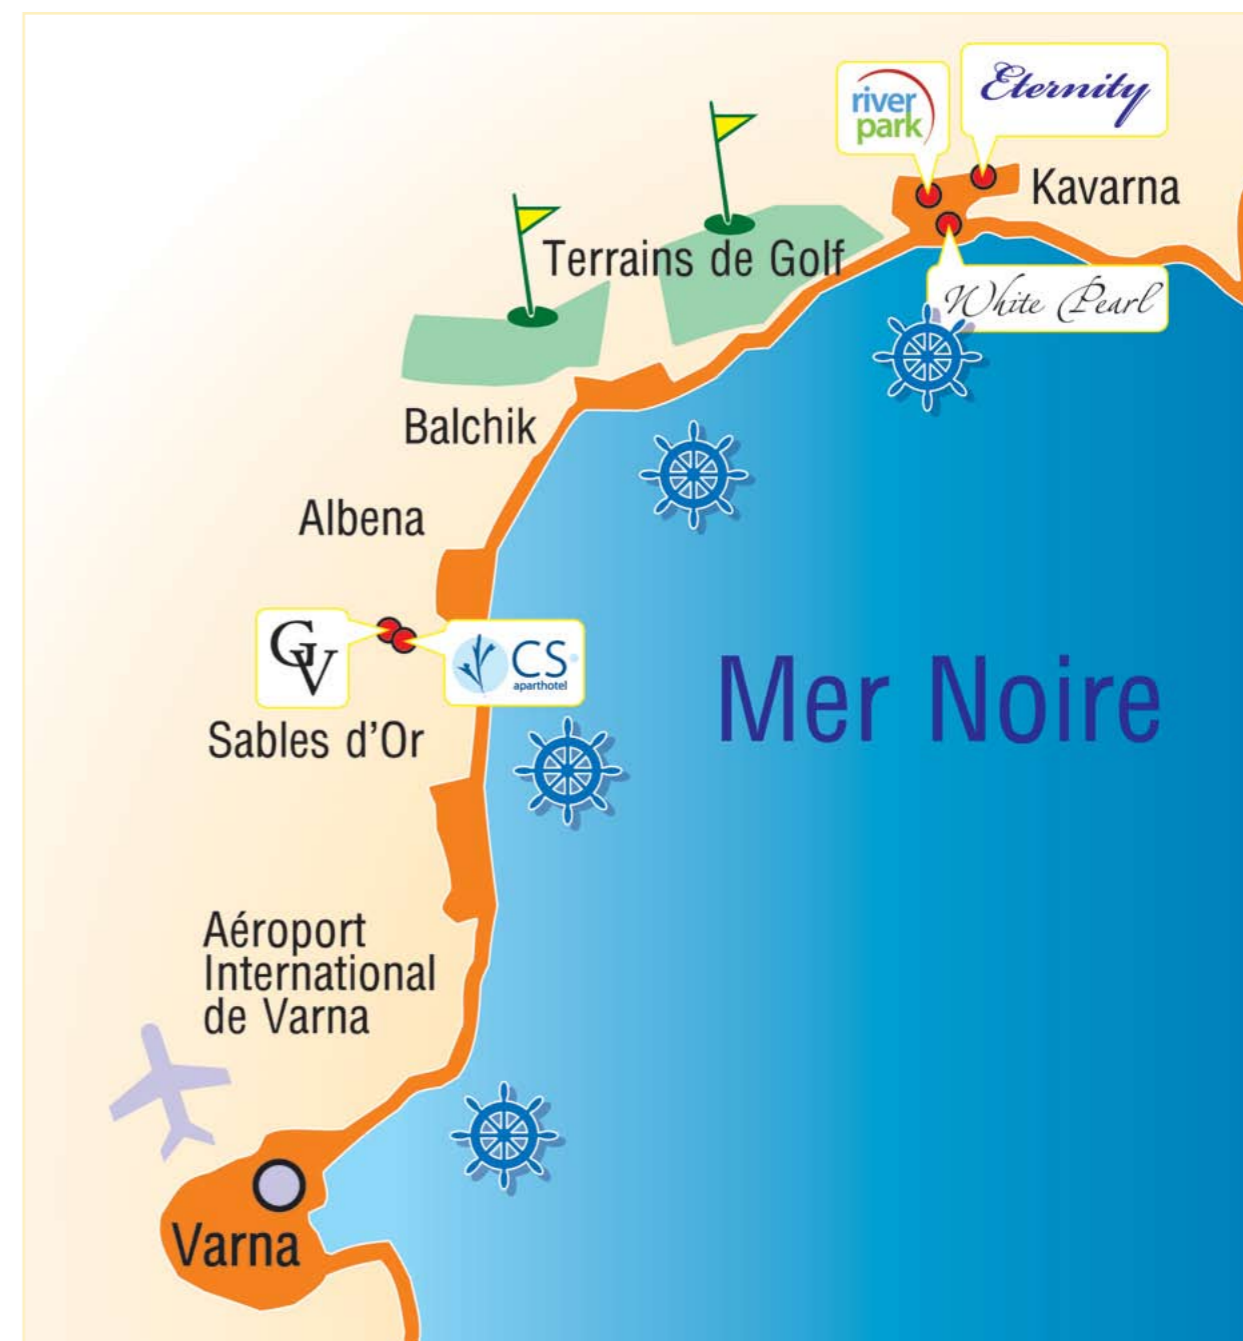 river
park
Eternity
Kavarna
Terrains de Golf
White Pearl
Balchik
Albena
GV
CS
aparthotel
Sables d'Or
Mer Noire
Aéroport
International
de Varna
Varna